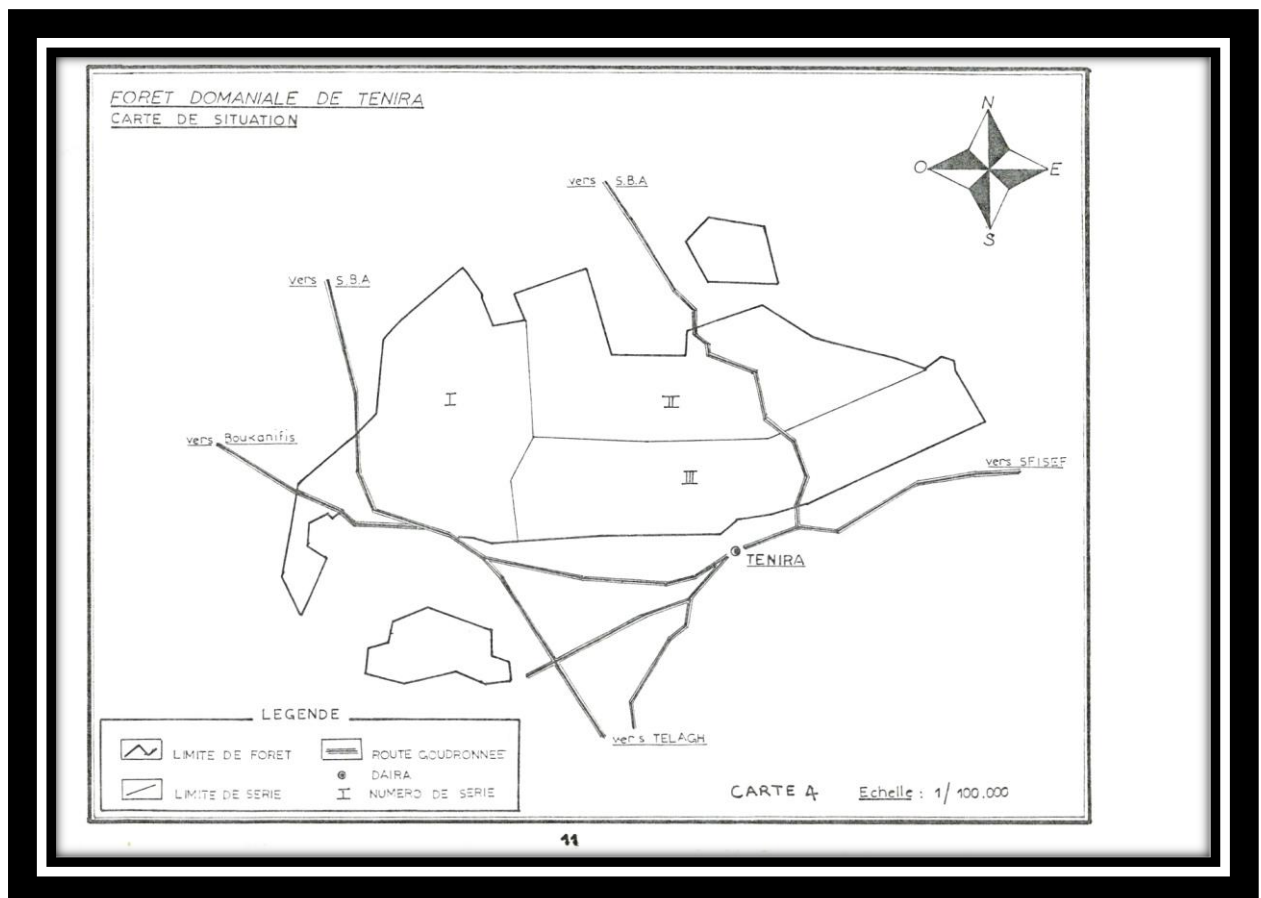 FORET DOMANIALE DE TENIRA
CARTE DE SITUATION
N
O
E
S
vers S.B.A
vers S.B.A
I
II
vers Boukanifis
III
vers SFISEF
TENIRA
vers TELAGH
LEGENDE
LIMITE DE FORET
ROUTE GOUDRONNEE
DAIRA
LIMITE DE SERIE
I NUMERO DE SERIE
CARTE 4 Echelle : 1/100.000
11